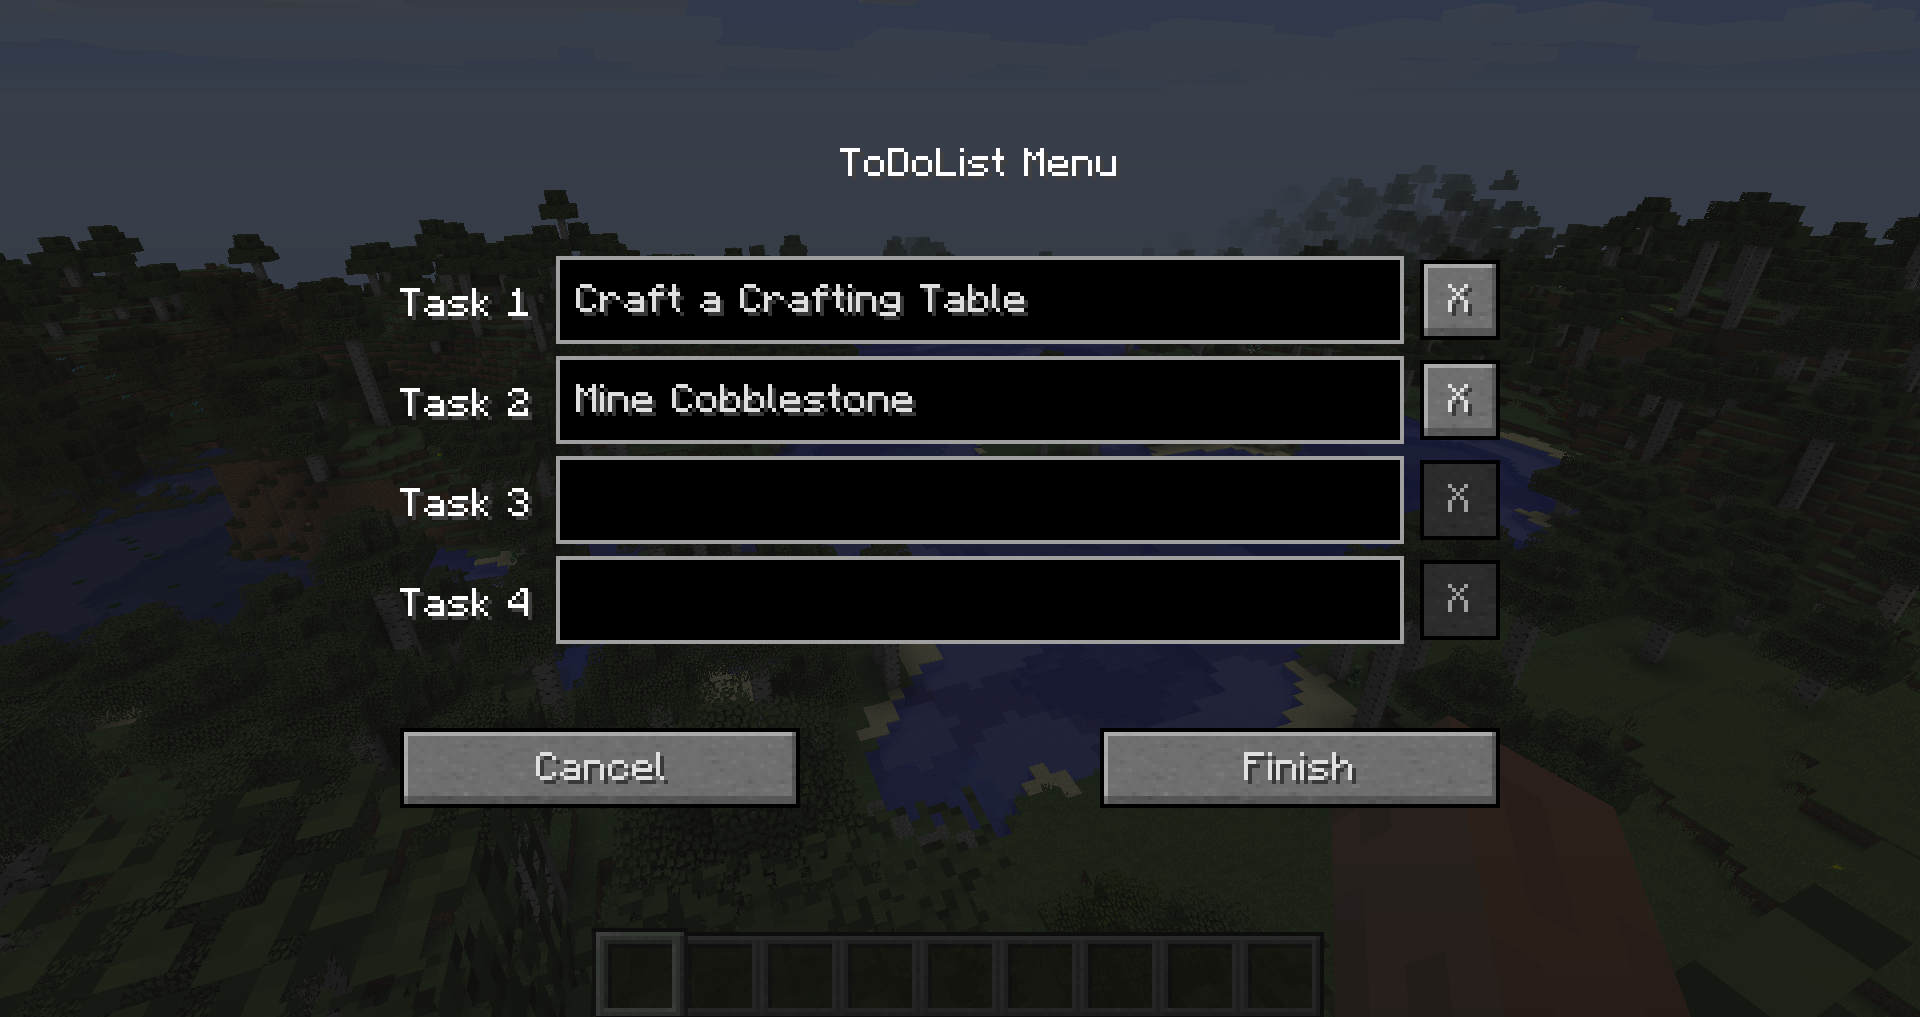 ToDoList Menu
Task 1 Craft a Crafting Table X
Task 2 Mine Cobblestone X
Task 3 X
Task 4 X
Cancel Finish